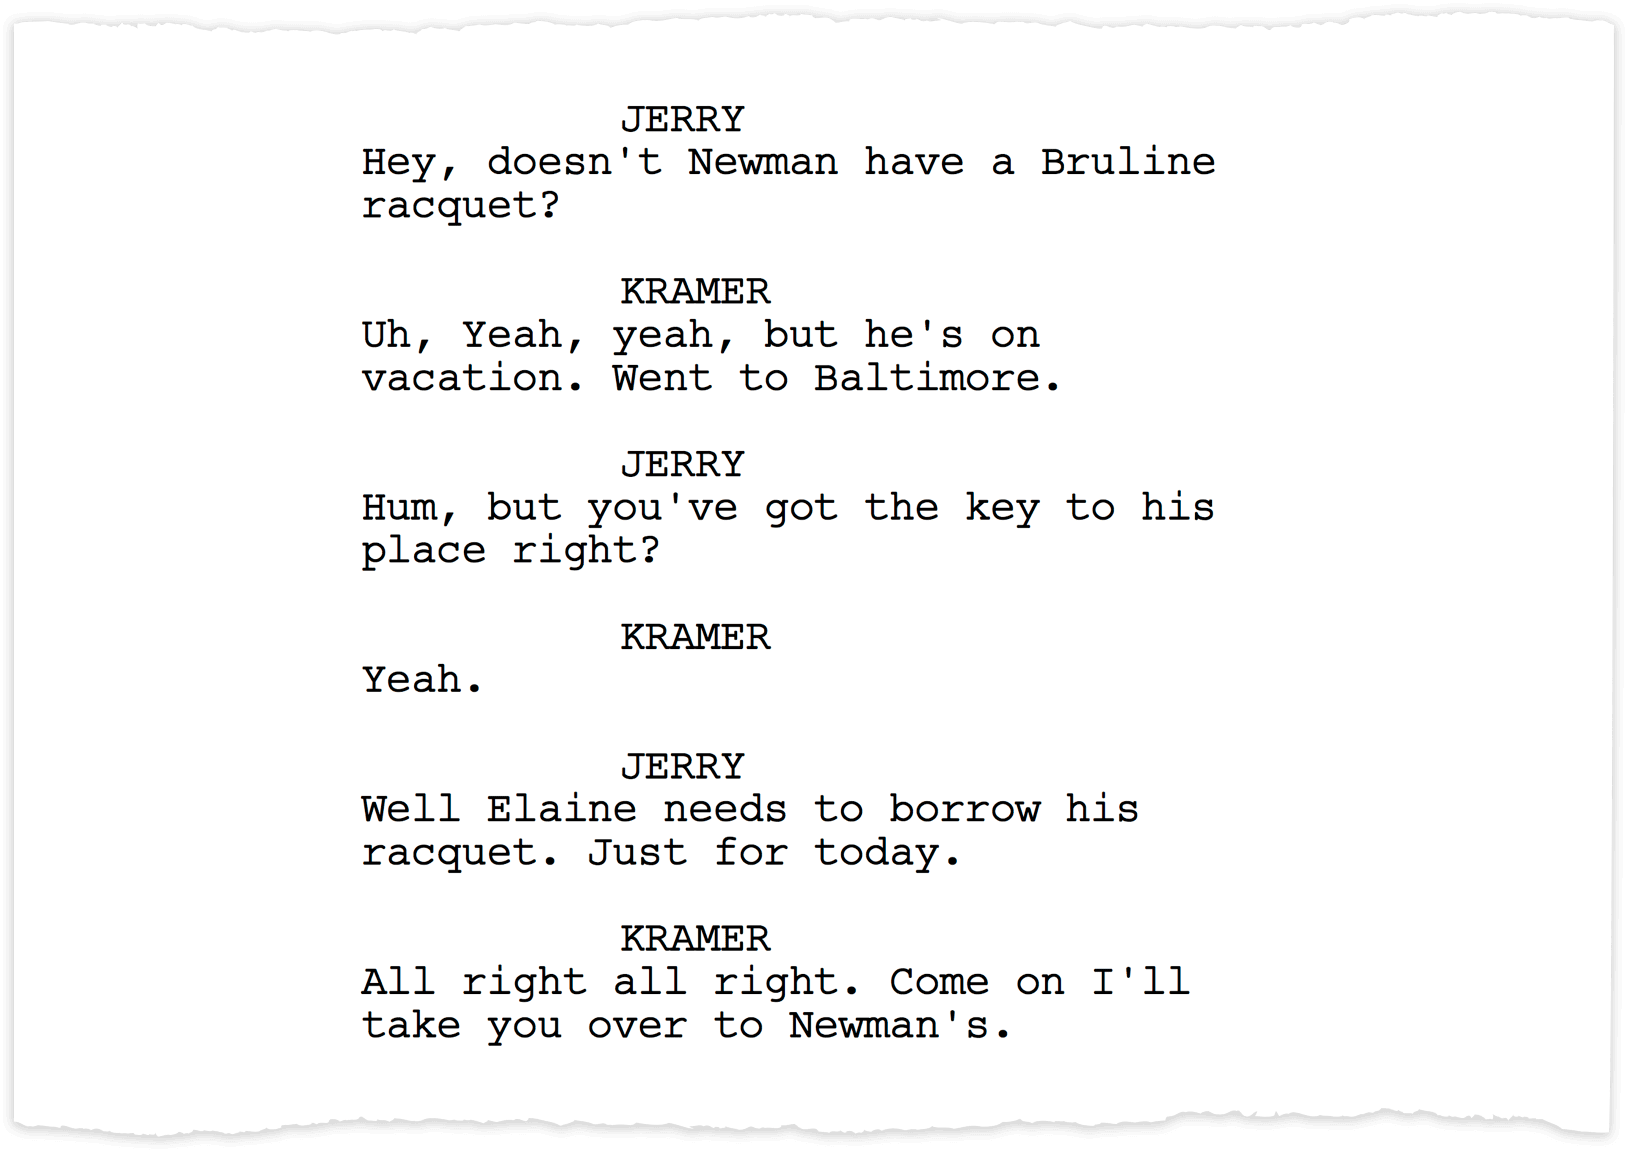 JERRY
Hey, doesn't Newman have a Bruline
racquet?
KRAMER
Uh, Yeah, yeah, but he's on
vacation. Went to Baltimore.
JERRY
Hum, but you've got the key to his
place right?
KRAMER
Yeah.
JERRY
Well Elaine needs to borrow his
racquet. Just for today.
KRAMER
All right all right. Come on I'll
take you over to Newman's.